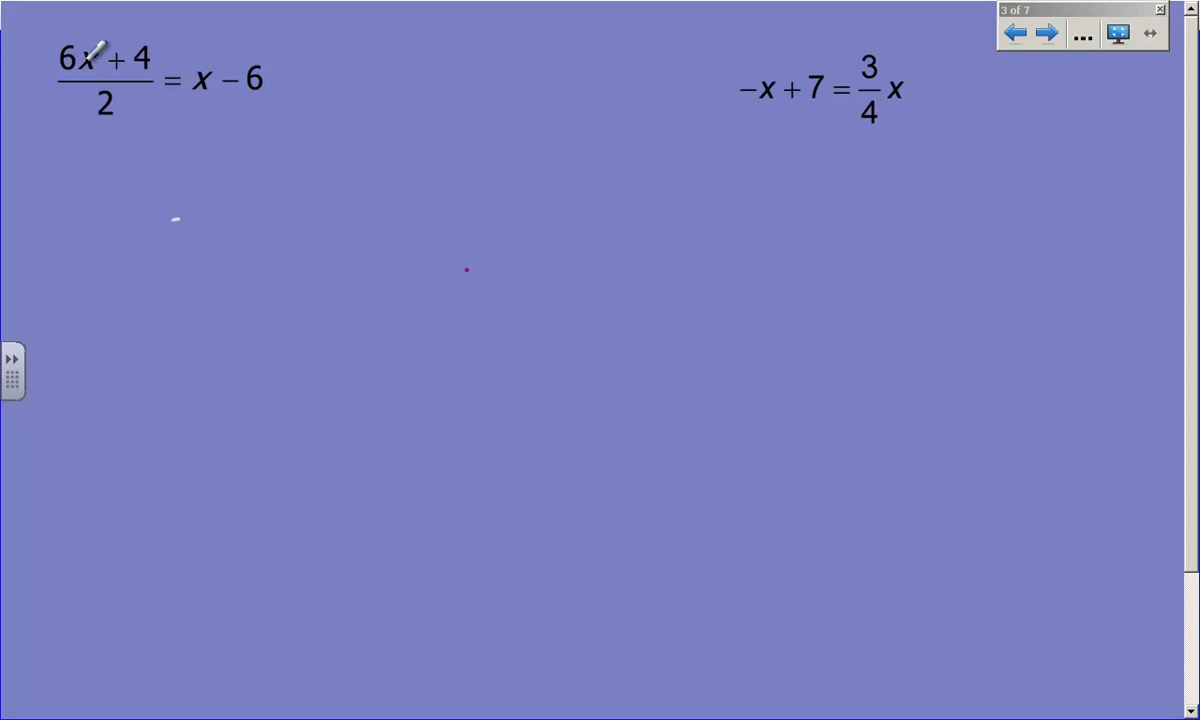 3 of 7
(6x + 4)/2 = x − 6
−x + 7 = 3/4 x